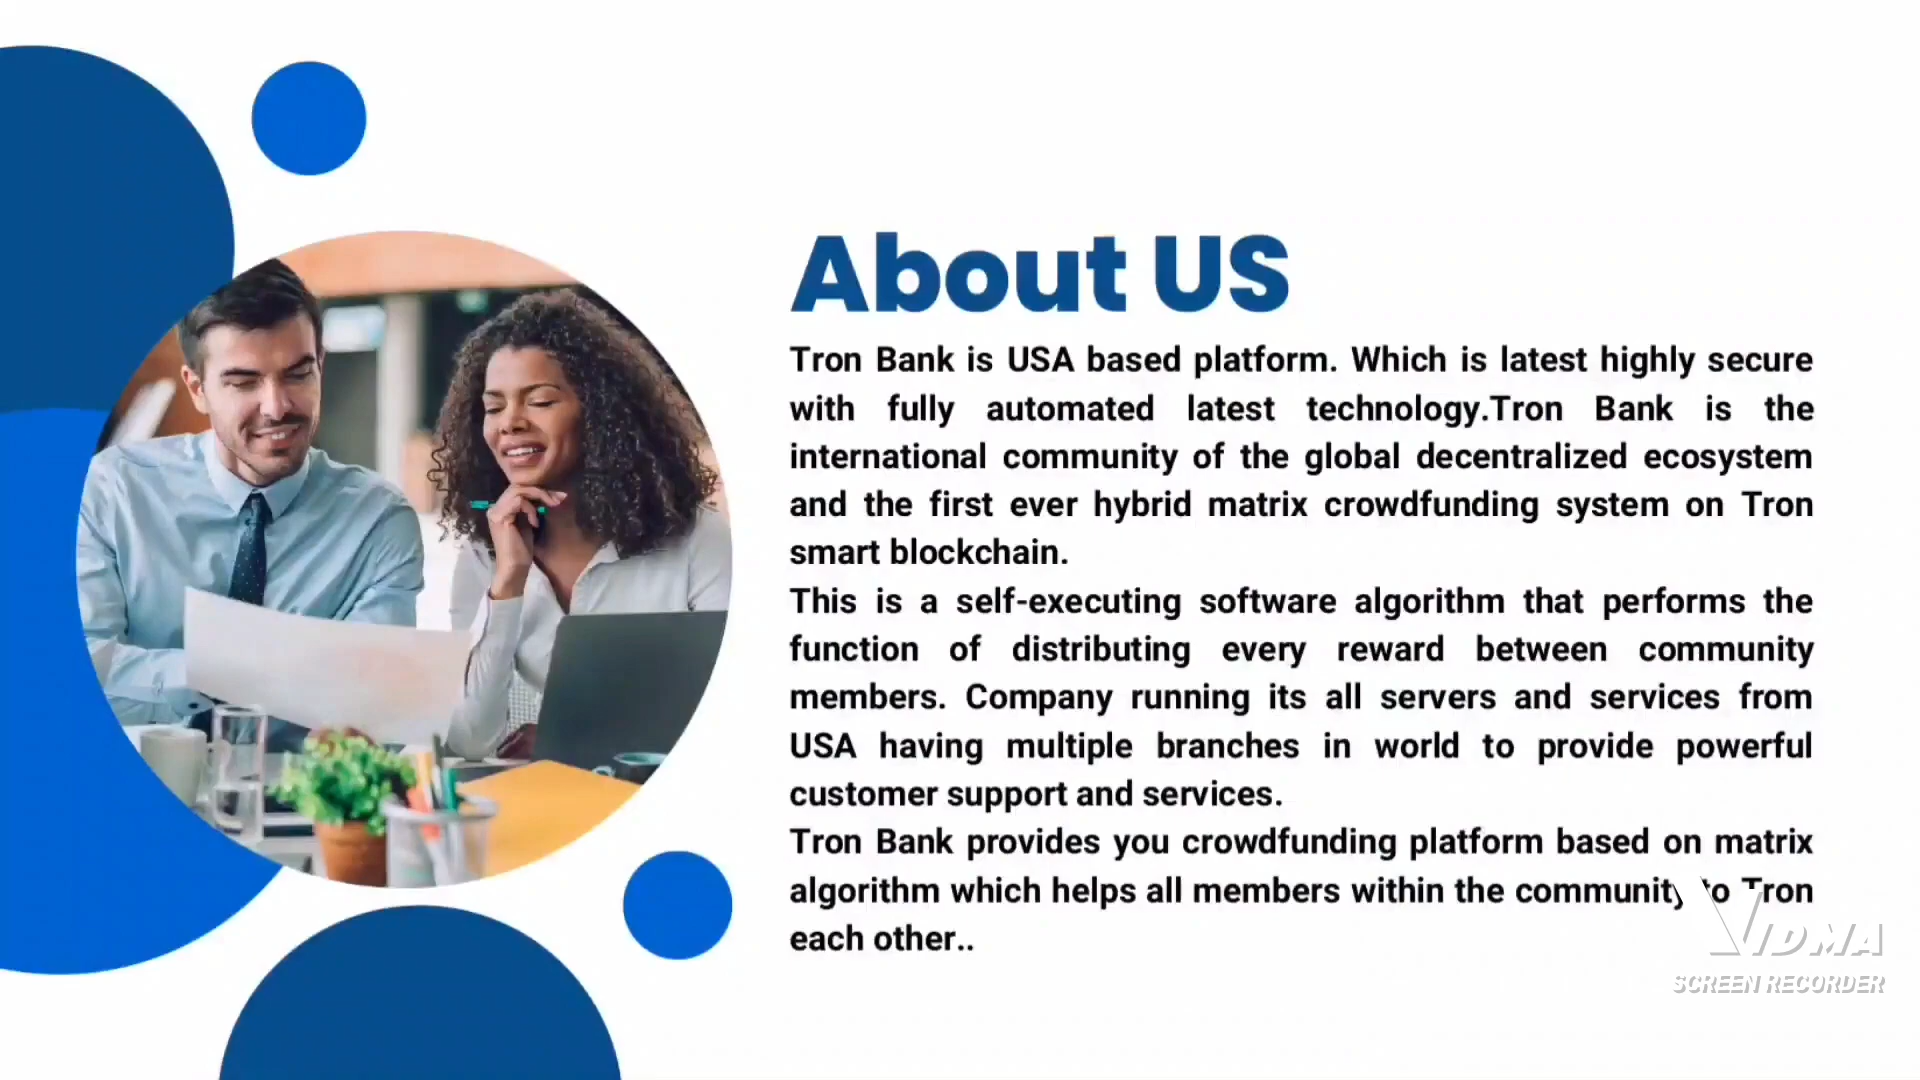 About US
Tron Bank is USA based platform. Which is latest highly secure
with fully automated latest technology.Tron Bank is the
international community of the global decentralized ecosystem
and the first ever hybrid matrix crowdfunding system on Tron
smart blockchain.
This is a self-executing software algorithm that performs the
function of distributing every reward between community
members. Company running its all servers and services from
USA having multiple branches in world to provide powerful
customer support and services.
Tron Bank provides you crowdfunding platform based on matrix
algorithm which helps all members within the community to Tron
each other..
VIDMA
SCREEN RECORDER